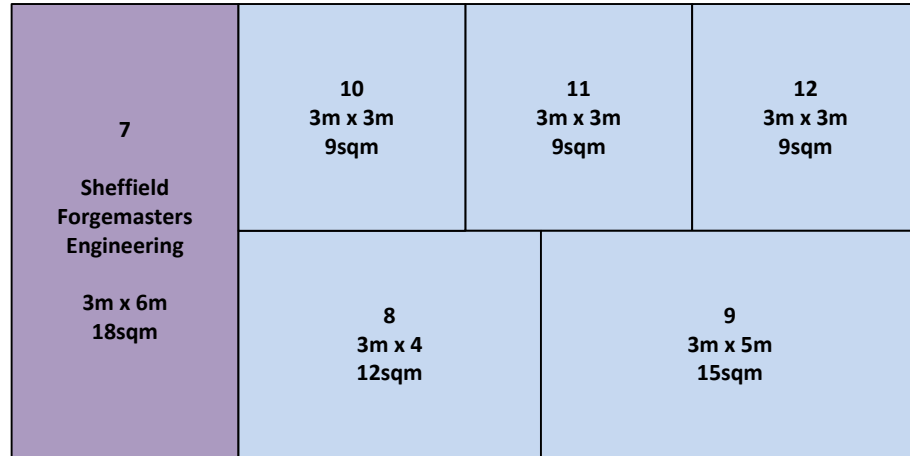 7
Sheffield
Forgemasters
Engineering
3m x 6m
18sqm
10
3m x 3m
9sqm
11
3m x 3m
9sqm
12
3m x 3m
9sqm
8
3m x 4
12sqm
9
3m x 5m
15sqm